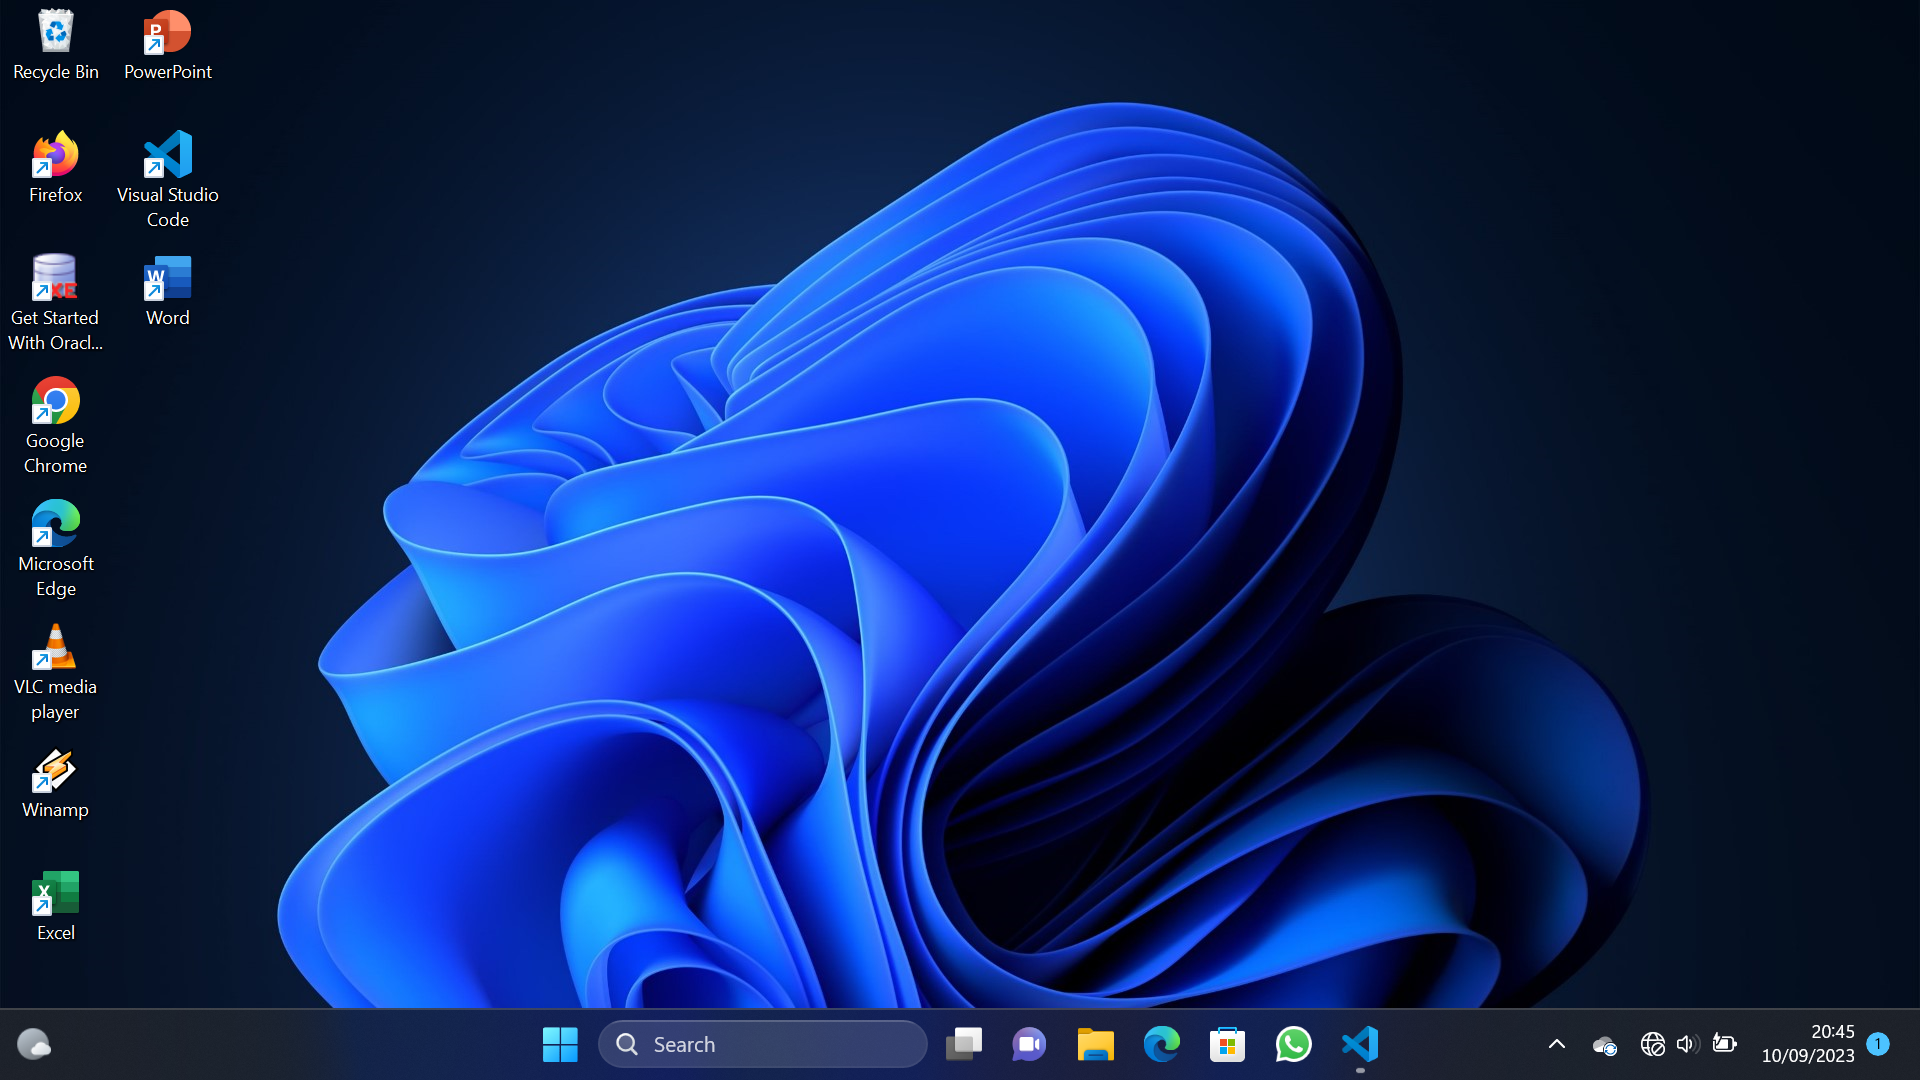 Recycle Bin
PowerPoint
Firefox
Visual Studio
Code
Get Started
With Oracl...
Word
Google
Chrome
Microsoft
Edge
VLC media
player
Winamp
Excel
Search
20:45
10/09/2023
1